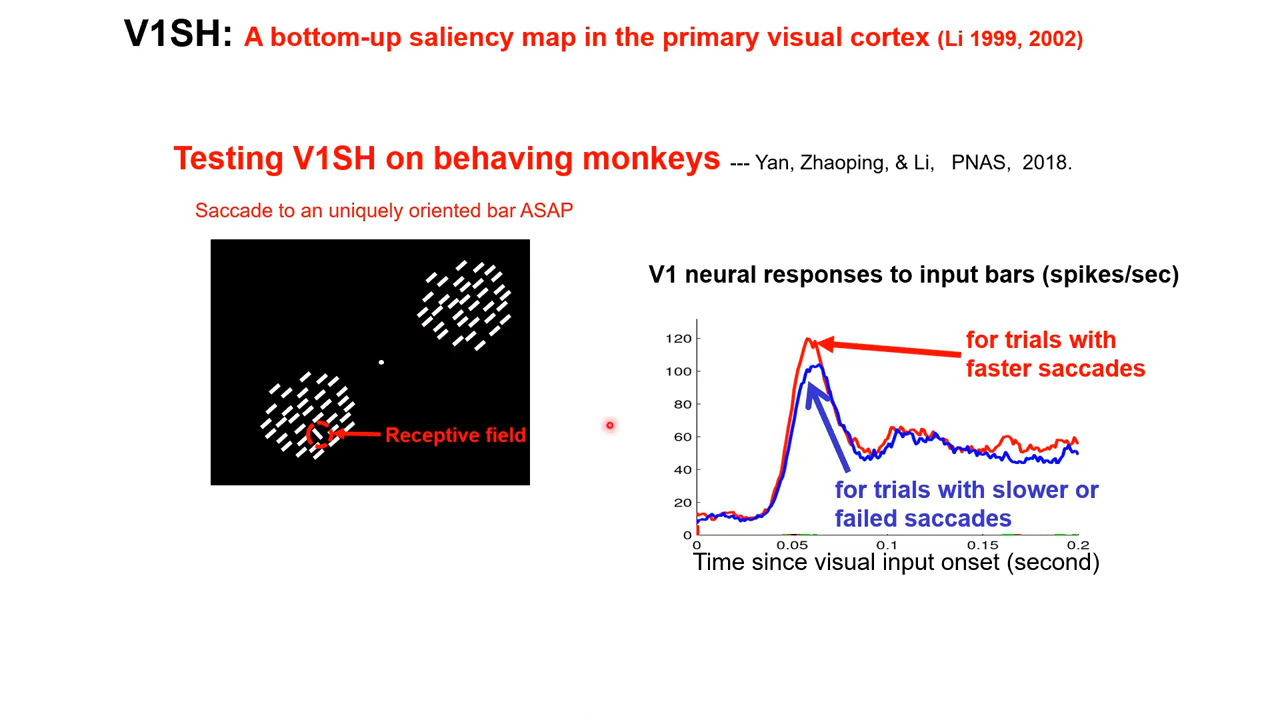 V1SH: A bottom-up saliency map in the primary visual cortex (Li 1999, 2002)
Testing V1SH on behaving monkeys --- Yan, Zhaoping, & Li, PNAS, 2018.
Saccade to an uniquely oriented bar ASAP
Receptive field
V1 neural responses to input bars (spikes/sec)
120
100
80
60
40
20
0
for trials with
faster saccades
for trials with slower or
failed saccades
0 0.05 0.1 0.15 0.2
Time since visual input onset (second)